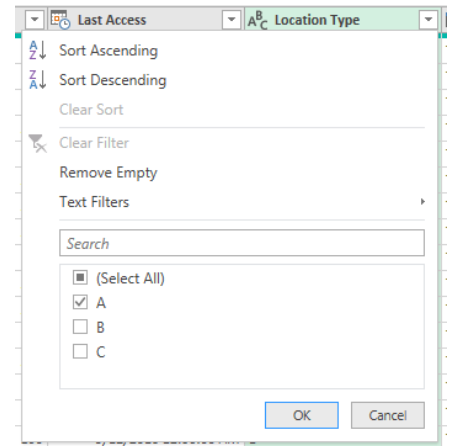 Last Access ABC Location Type
Sort Ascending
Sort Descending
Clear Sort
Clear Filter
Remove Empty
Text Filters
Search
(Select All)
A
B
C
OK Cancel